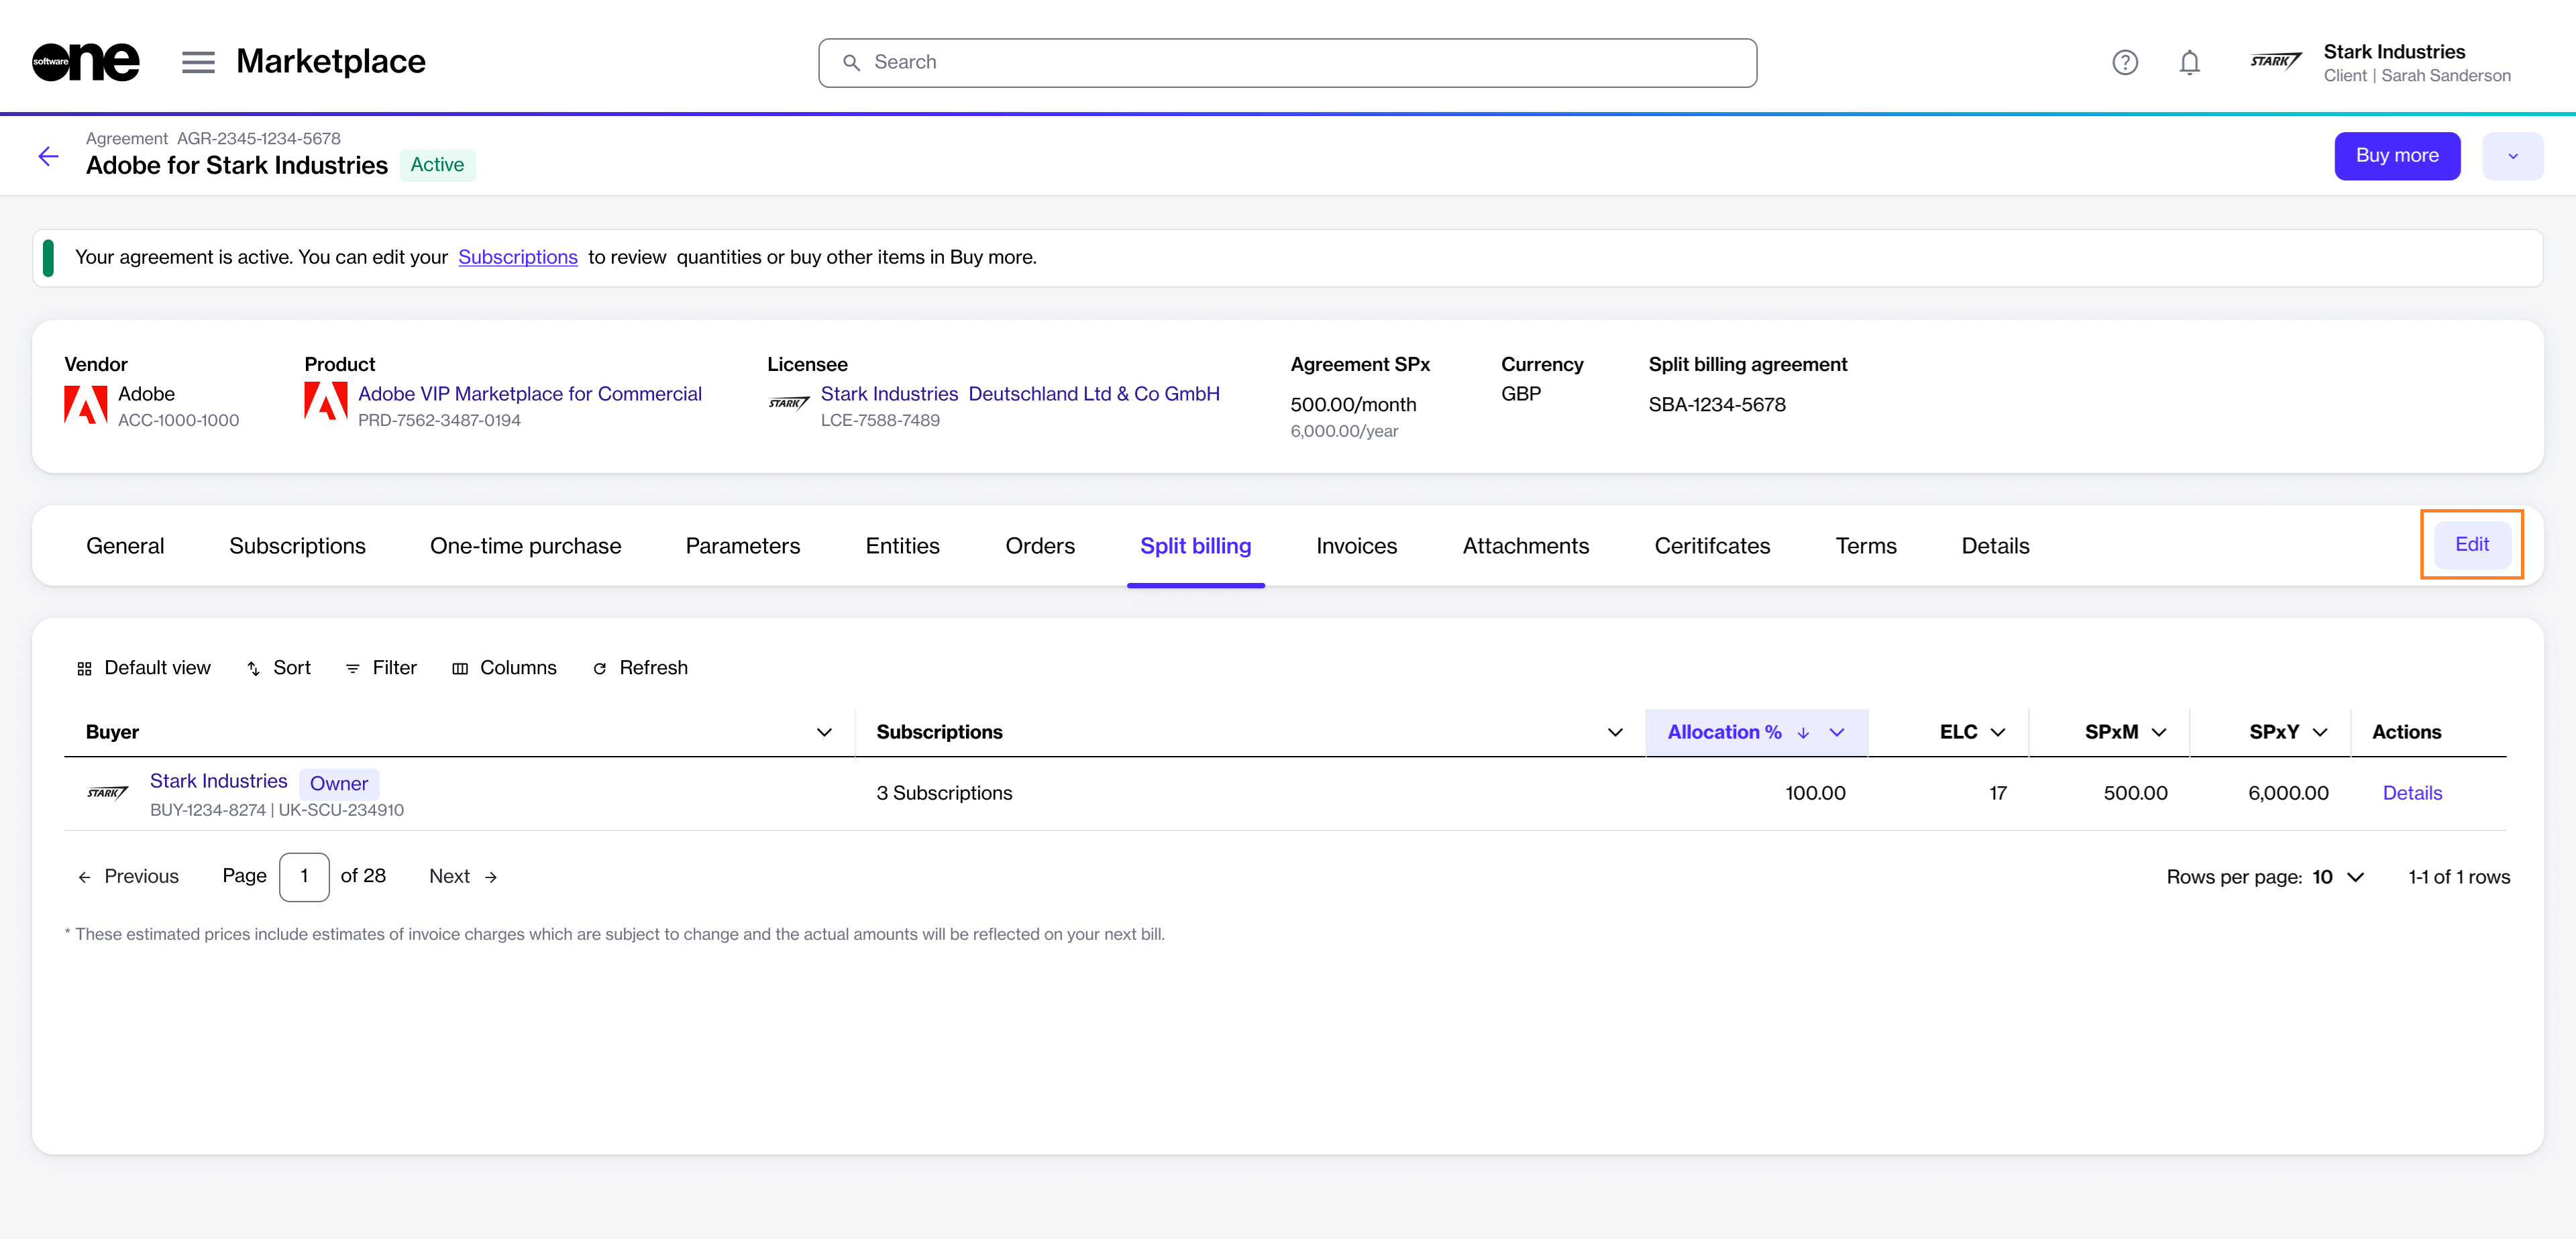 software one Marketplace Search STARK Stark Industries
Client | Sarah Sanderson
Agreement AGR-2345-1234-5678
Adobe for Stark Industries Active Buy more
Your agreement is active. You can edit your Subscriptions to review quantities or buy other items in Buy more.
Vendor Product Licensee Agreement SPx Currency Split billing agreement
Adobe Adobe VIP Marketplace for Commercial STARK Stark Industries Deutschland Ltd & Co GmbH 500.00/month GBP SBA-1234-5678
ACC-1000-1000 PRD-7562-3487-0194 LCE-7588-7489 6,000.00/year
General Subscriptions One-time purchase Parameters Entities Orders Split billing Invoices Attachments Ceritifcates Terms Details Edit
Default view Sort Filter Columns Refresh
Buyer Subscriptions Allocation % ELC SPxM SPxY Actions
STARK Stark Industries Owner 3 Subscriptions 100.00 17 500.00 6,000.00 Details
BUY-1234-8274 | UK-SCU-234910
Previous Page 1 of 28 Next Rows per page: 10 1-1 of 1 rows
* These estimated prices include estimates of invoice charges which are subject to change and the actual amounts will be reflected on your next bill.